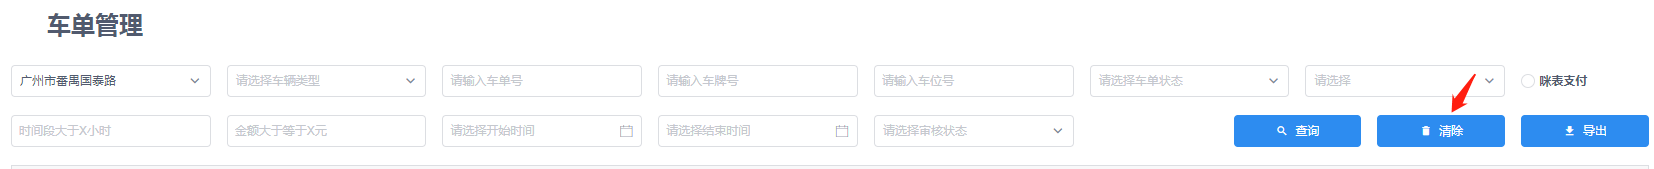 车单管理
广州市番禺国泰路 请选择车辆类型 请输入车单号 请输入车牌号 请输入车位号 请选择车单状态 请选择 咪表支付
时间段大于X小时 金额大于等于X元 请选择开始时间 请选择结束时间 请选择审核状态 查询 清除 导出